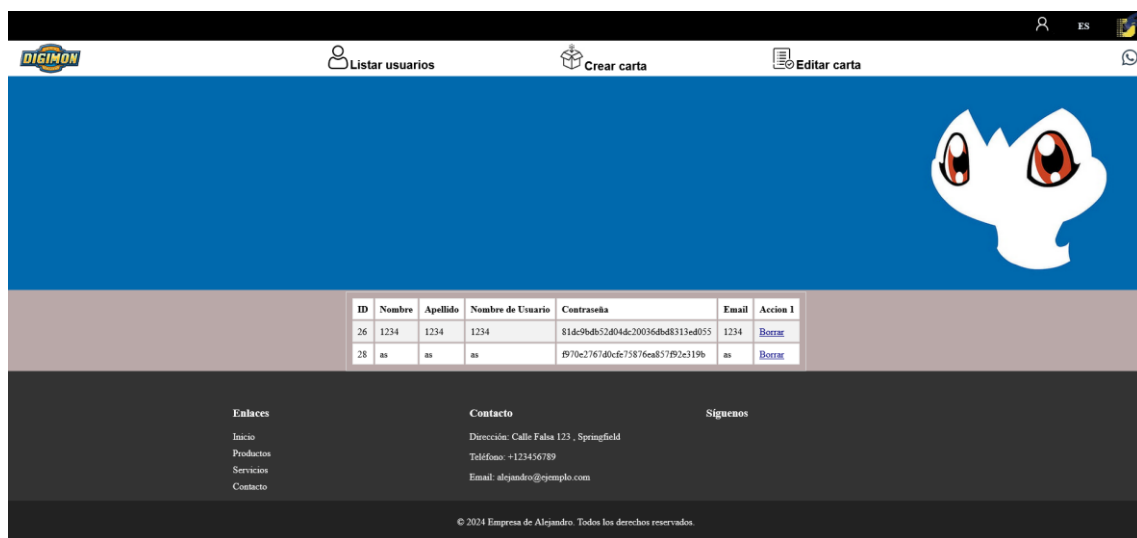 ES
DIGIMON
Listar usuarios
Crear carta
Editar carta
ID Nombre Apellido Nombre de Usuario Contraseña Email Accion 1
26 1234 1234 1234 81dc9bdb52d04dc20036dbd8313ed055 1234 Borrar
28 as as as f970e2767d0cfe75876ea857f92e319b as Borrar
Enlaces
Inicio
Productos
Servicios
Contacto
Contacto
Dirección: Calle Falsa 123 , Springfield
Teléfono: +123456789
Email: alejandro@ejemplo.com
Síguenos
© 2024 Empresa de Alejandro. Todos los derechos reservados.